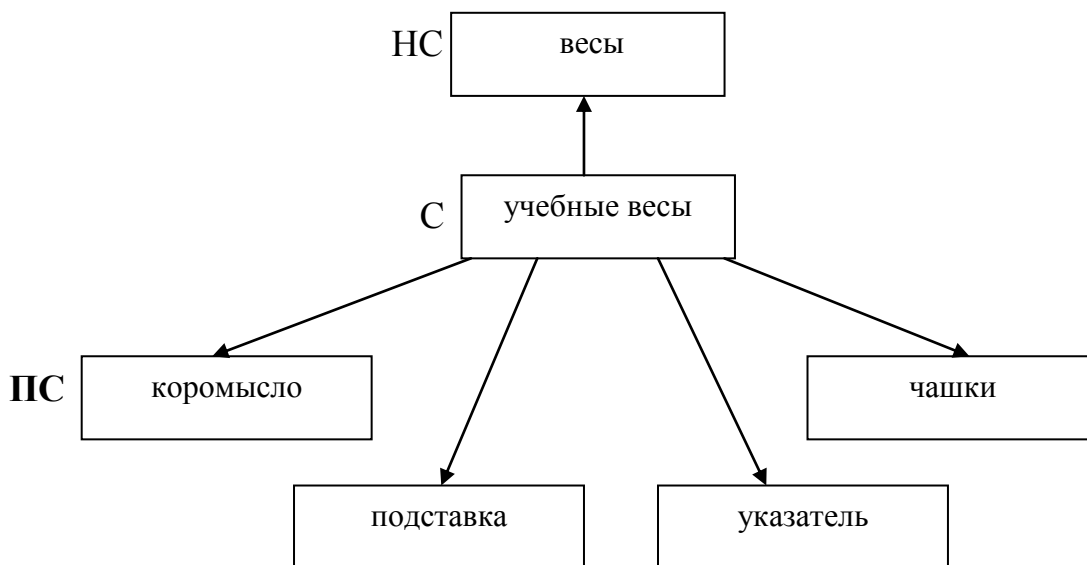 НС
весы
С
учебные весы
ПС
коромысло
чашки
подставка
указатель